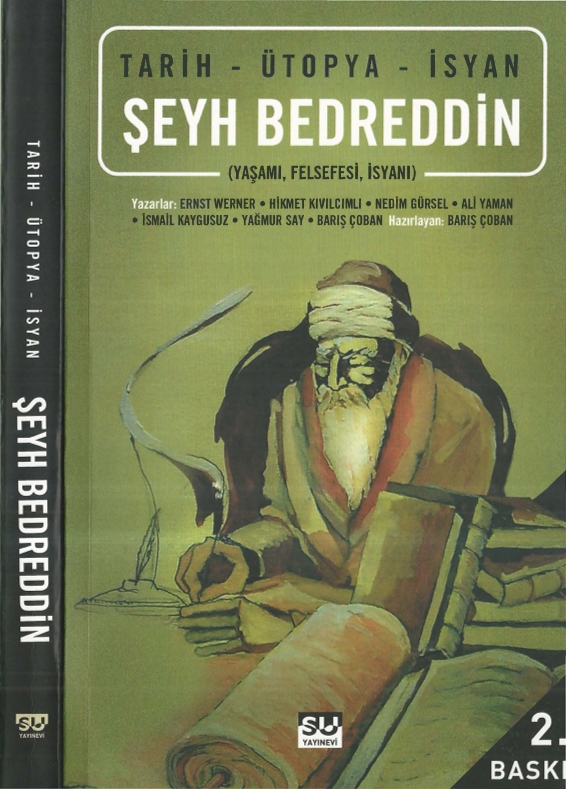 TARİH - ÜTOPYA - İSYAN
ŞEYH BEDREDDİN
(YAŞAMI, FELSEFESİ, İSYANI)
Yazarlar: ERNST WERNER • HİKMET KIVILCIMLI • NEDİM GÜRSEL • ALİ YAMAN
• İSMAİL KAYGUSUZ • YAĞMUR SAY • BARIŞ ÇOBAN Hazırlayan: BARIŞ ÇOBAN
SU
YAYINEVİ
2.
BASKI
TARİH - ÜTOPYA - İSYAN
ŞEYH BEDREDDİN
SU
YAYINEVİ